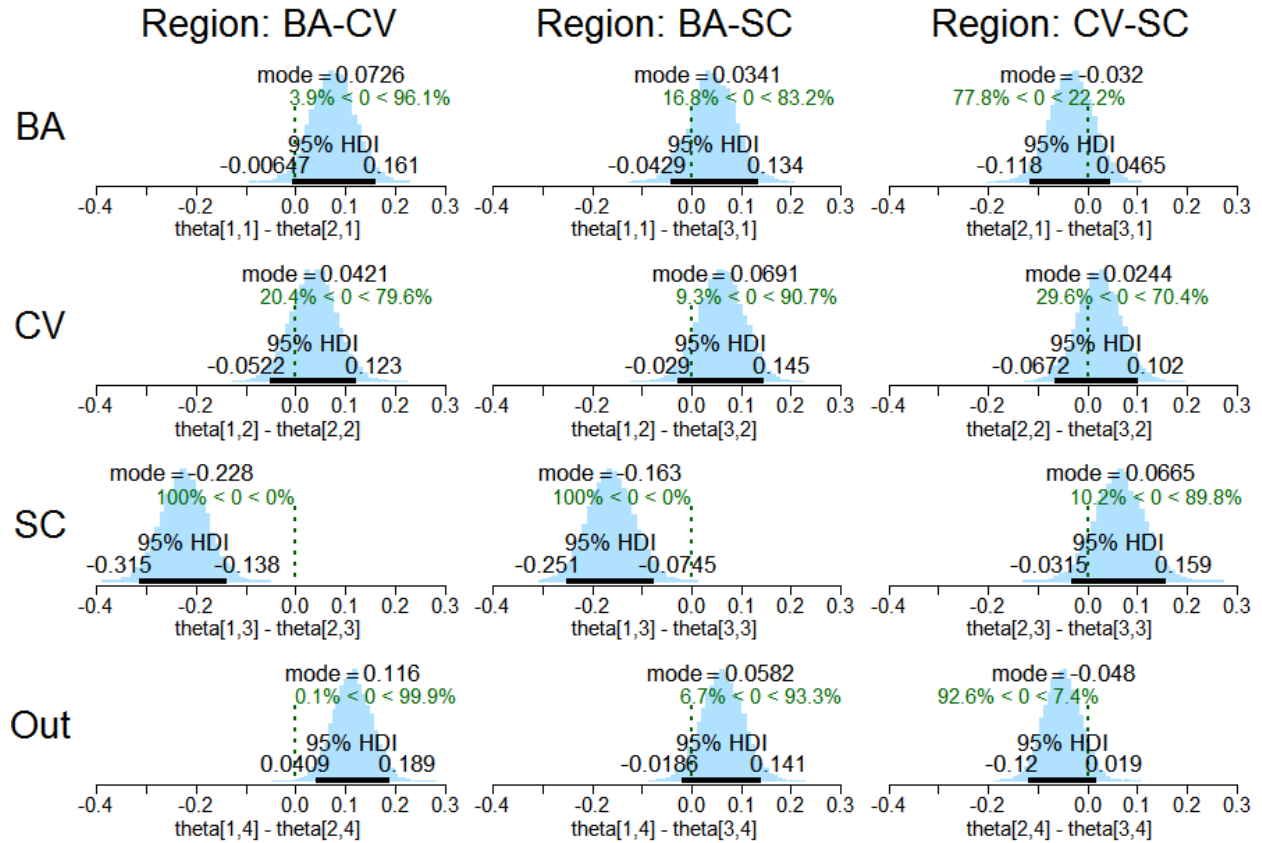 Region: BA-CV Region: BA-SC Region: CV-SC
BA
mode = 0.0726
3.9% < 0 < 96.1%
95% HDI
-0.00647 0.161
-0.4 -0.2 0.0 0.1 0.2 0.3
theta[1,1] - theta[2,1]
mode = 0.0341
16.8% < 0 < 83.2%
95% HDI
-0.0429 0.134
-0.4 -0.2 0.0 0.1 0.2 0.3
theta[1,1] - theta[3,1]
mode = -0.032
77.8% < 0 < 22.2%
95% HDI
-0.118 0.0465
-0.4 -0.2 0.0 0.1 0.2 0.3
theta[2,1] - theta[3,1]
CV
mode = 0.0421
20.4% < 0 < 79.6%
95% HDI
-0.0522 0.123
-0.4 -0.2 0.0 0.1 0.2 0.3
theta[1,2] - theta[2,2]
mode = 0.0691
9.3% < 0 < 90.7%
95% HDI
-0.029 0.145
-0.4 -0.2 0.0 0.1 0.2 0.3
theta[1,2] - theta[3,2]
mode = 0.0244
29.6% < 0 < 70.4%
95% HDI
-0.0672 0.102
-0.4 -0.2 0.0 0.1 0.2 0.3
theta[2,2] - theta[3,2]
SC
mode = -0.228
100% < 0 < 0%
95% HDI
-0.315 -0.138
-0.4 -0.2 0.0 0.1 0.2 0.3
theta[1,3] - theta[2,3]
mode = -0.163
100% < 0 < 0%
95% HDI
-0.251 -0.0745
-0.4 -0.2 0.0 0.1 0.2 0.3
theta[1,3] - theta[3,3]
mode = 0.0665
10.2% < 0 < 89.8%
95% HDI
-0.0315 0.159
-0.4 -0.2 0.0 0.1 0.2 0.3
theta[2,3] - theta[3,3]
Out
mode = 0.116
0.1% < 0 < 99.9%
95% HDI
0.0409 0.189
-0.4 -0.2 0.0 0.1 0.2 0.3
theta[1,4] - theta[2,4]
mode = 0.0582
6.7% < 0 < 93.3%
95% HDI
-0.0186 0.141
-0.4 -0.2 0.0 0.1 0.2 0.3
theta[1,4] - theta[3,4]
mode = -0.048
92.6% < 0 < 7.4%
95% HDI
-0.12 0.019
-0.4 -0.2 0.0 0.1 0.2 0.3
theta[2,4] - theta[3,4]